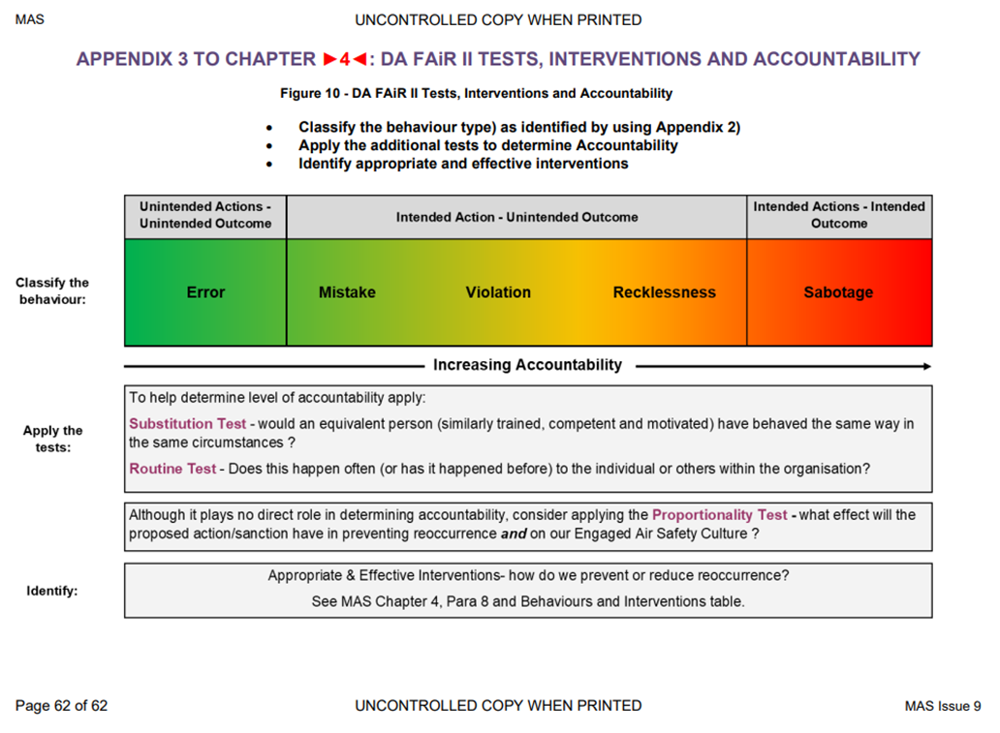 MAS
UNCONTROLLED COPY WHEN PRINTED
APPENDIX 3 TO CHAPTER ►4◄: DA FAiR II TESTS, INTERVENTIONS AND ACCOUNTABILITY
Figure 10 - DA FAiR II Tests, Interventions and Accountability
• Classify the behaviour type) as identified by using Appendix 2)
• Apply the additional tests to determine Accountability
• Identify appropriate and effective interventions
Unintended Actions -
Unintended Outcome
Intended Action - Unintended Outcome
Intended Actions - Intended
Outcome
Classify the
behaviour:
Error
Mistake
Violation
Recklessness
Sabotage
Increasing Accountability
Apply the
tests:
To help determine level of accountability apply:
Substitution Test - would an equivalent person (similarly trained, competent and motivated) have behaved the same way in
the same circumstances ?
Routine Test - Does this happen often (or has it happened before) to the individual or others within the organisation?
Although it plays no direct role in determining accountability, consider applying the Proportionality Test - what effect will the
proposed action/sanction have in preventing reoccurrence and on our Engaged Air Safety Culture ?
Identify:
Appropriate & Effective Interventions- how do we prevent or reduce reoccurrence?
See MAS Chapter 4, Para 8 and Behaviours and Interventions table.
Page 62 of 62
UNCONTROLLED COPY WHEN PRINTED
MAS Issue 9